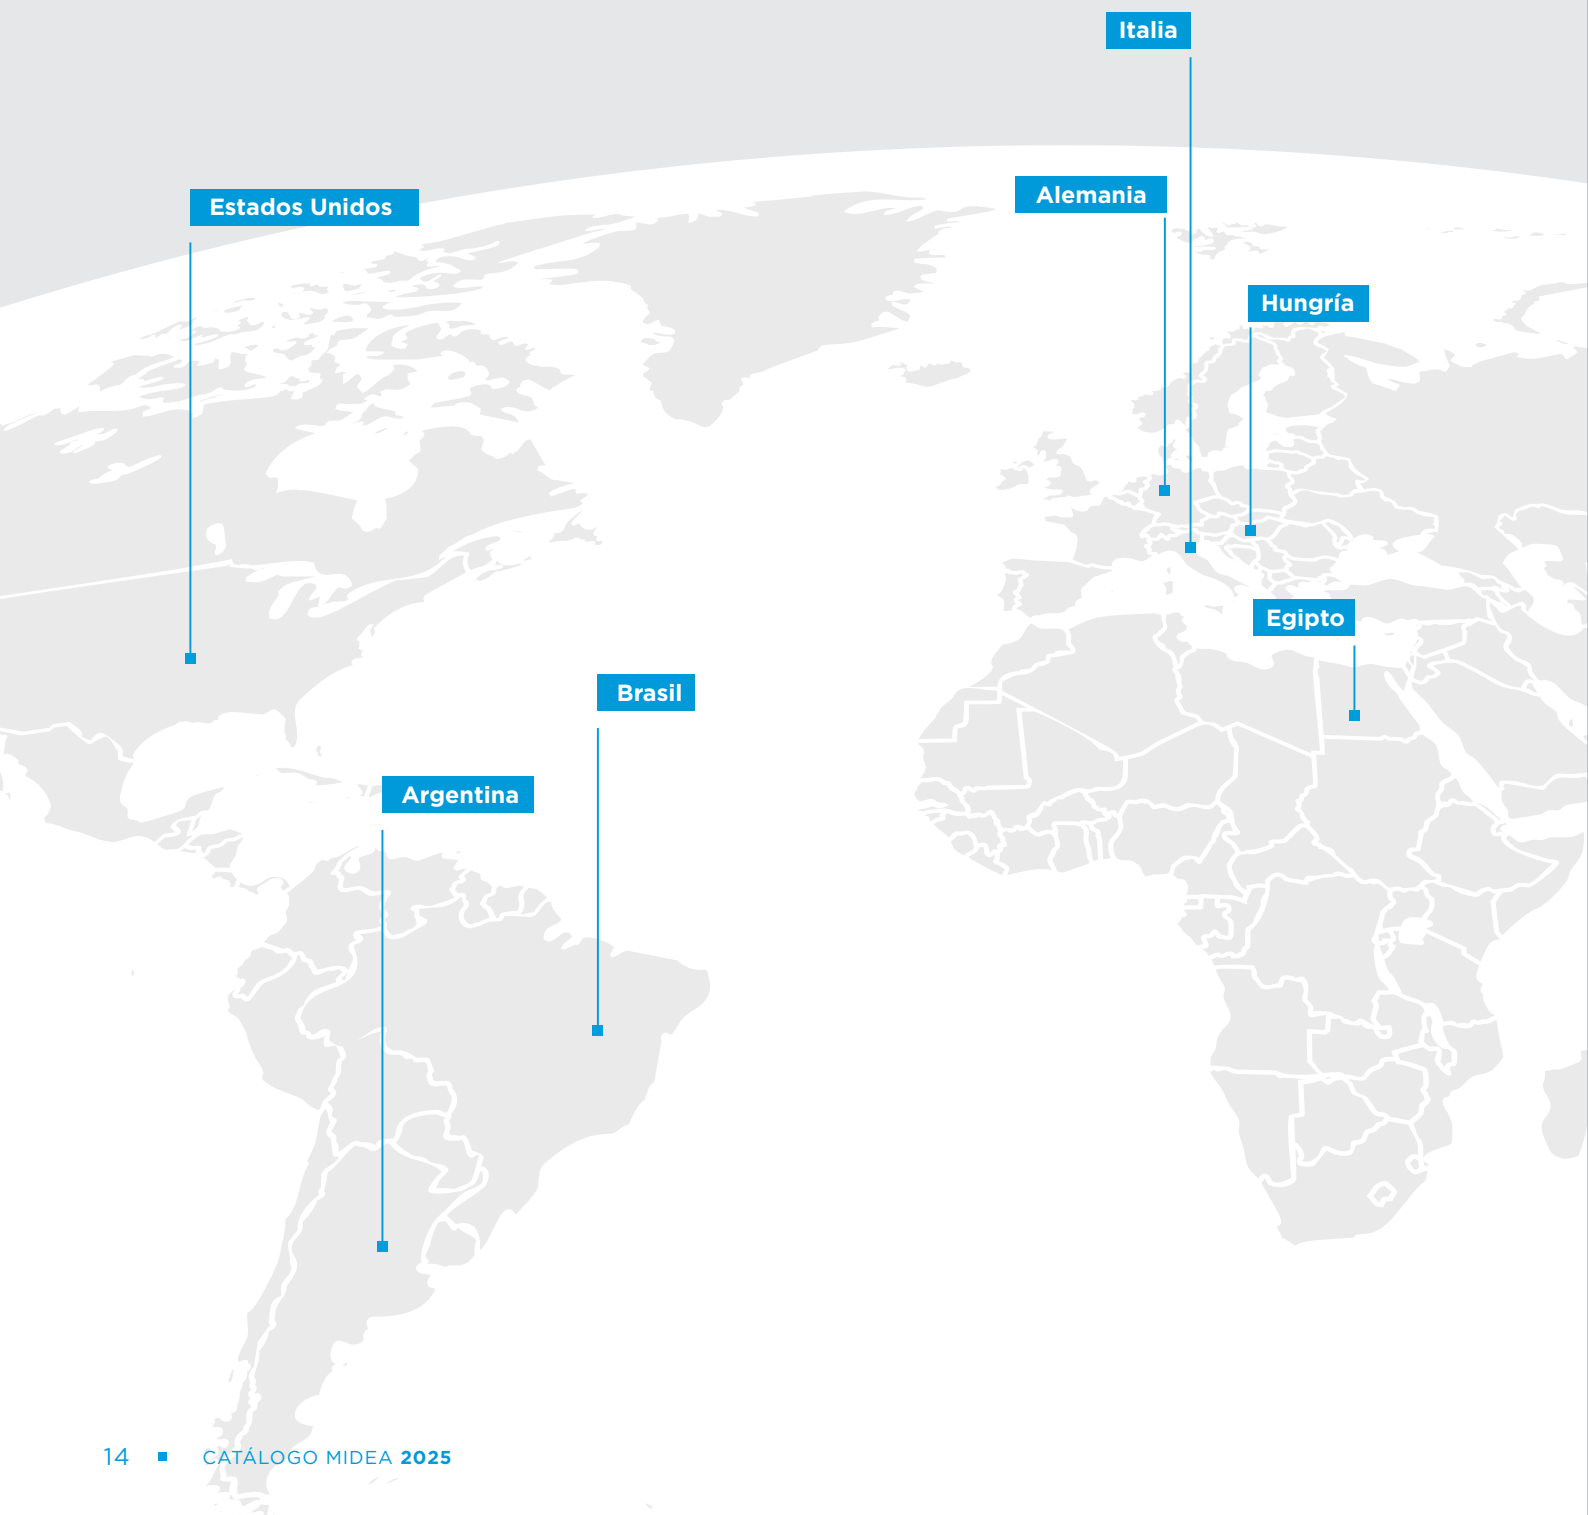 Italia
Alemania
Estados Unidos
Hungría
Egipto
Brasil
Argentina
14 ▪ CATÁLOGO MIDEA 2025